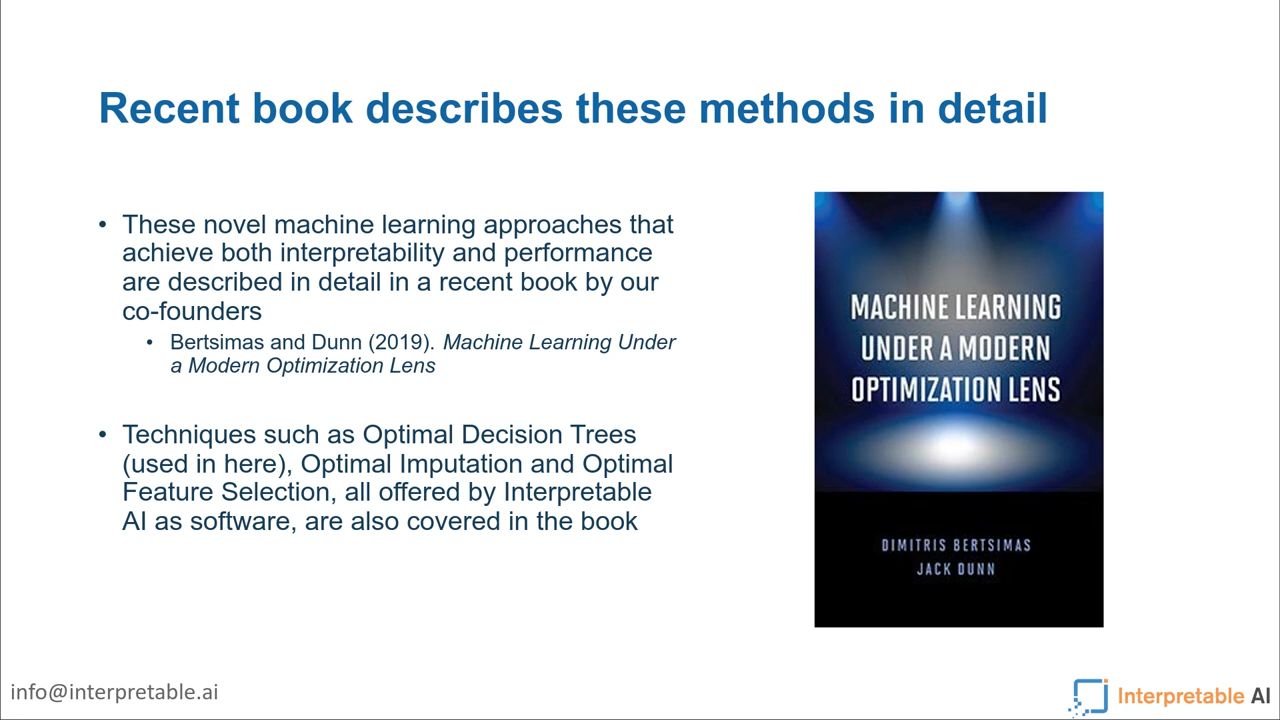 Recent book describes these methods in detail
• These novel machine learning approaches that
achieve both interpretability and performance
are described in detail in a recent book by our
co-founders
• Bertsimas and Dunn (2019). Machine Learning Under
a Modern Optimization Lens
• Techniques such as Optimal Decision Trees
(used in here), Optimal Imputation and Optimal
Feature Selection, all offered by Interpretable
AI as software, are also covered in the book
MACHINE LEARNING
UNDER A MODERN
OPTIMIZATION LENS
DIMITRIS BERTSIMAS
JACK DUNN
info@interpretable.ai
Interpretable AI